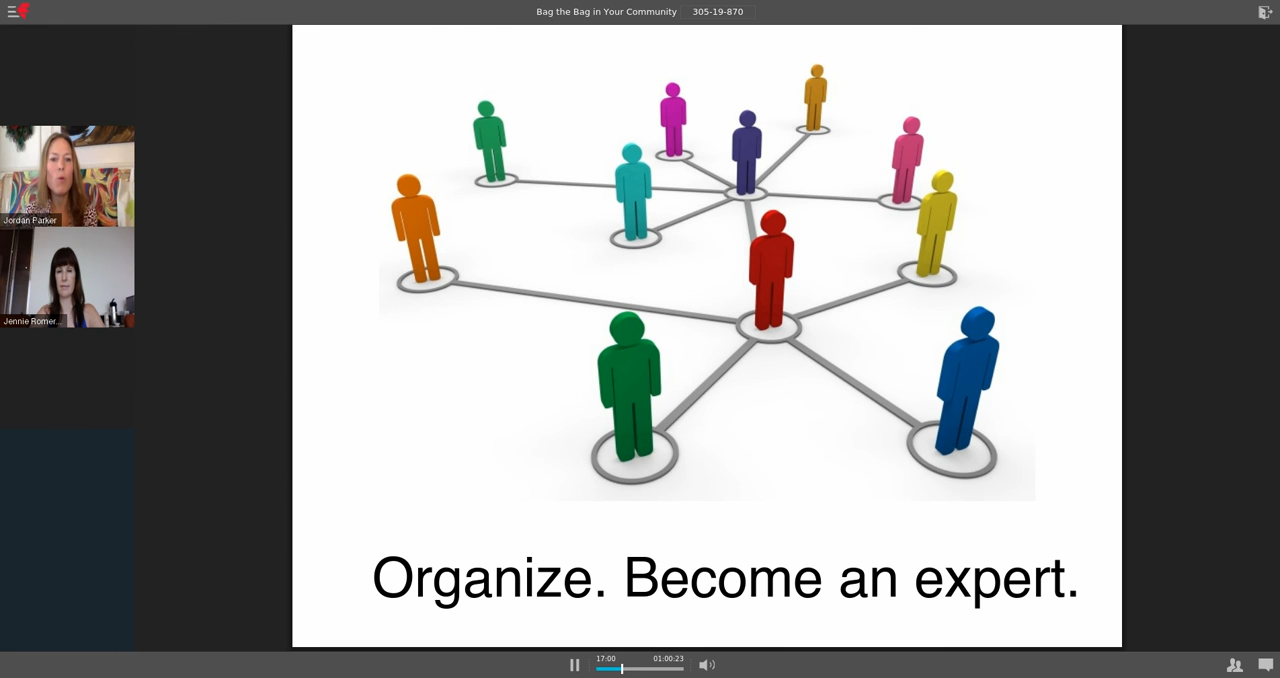 Bag the Bag in Your Community 305-19-870
Jordan Parker
Jennie Romer...
Organize. Become an expert.
17:00 01:00:23